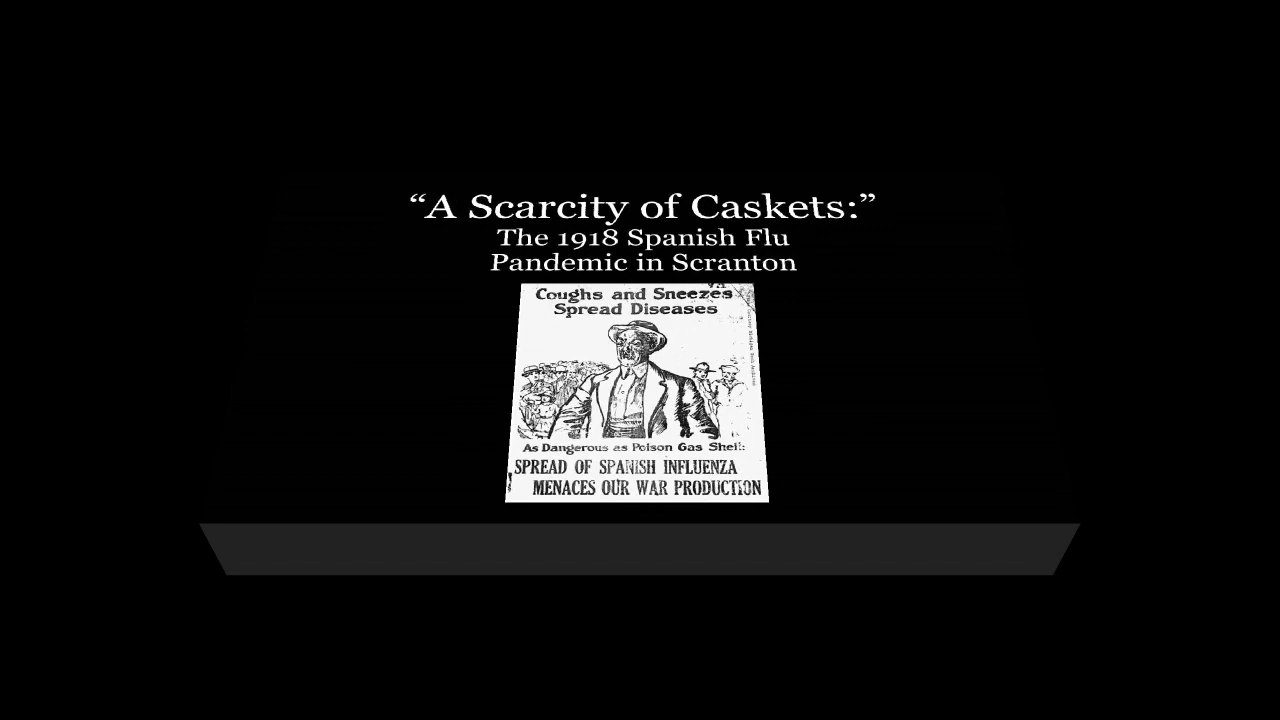 “A Scarcity of Caskets:”
The 1918 Spanish Flu
Pandemic in Scranton
Coughs and Sneezes
Spread Diseases
As Dangerous as Poison Gas Shells
SPREAD OF SPANISH INFLUENZA
MENACES OUR WAR PRODUCTION